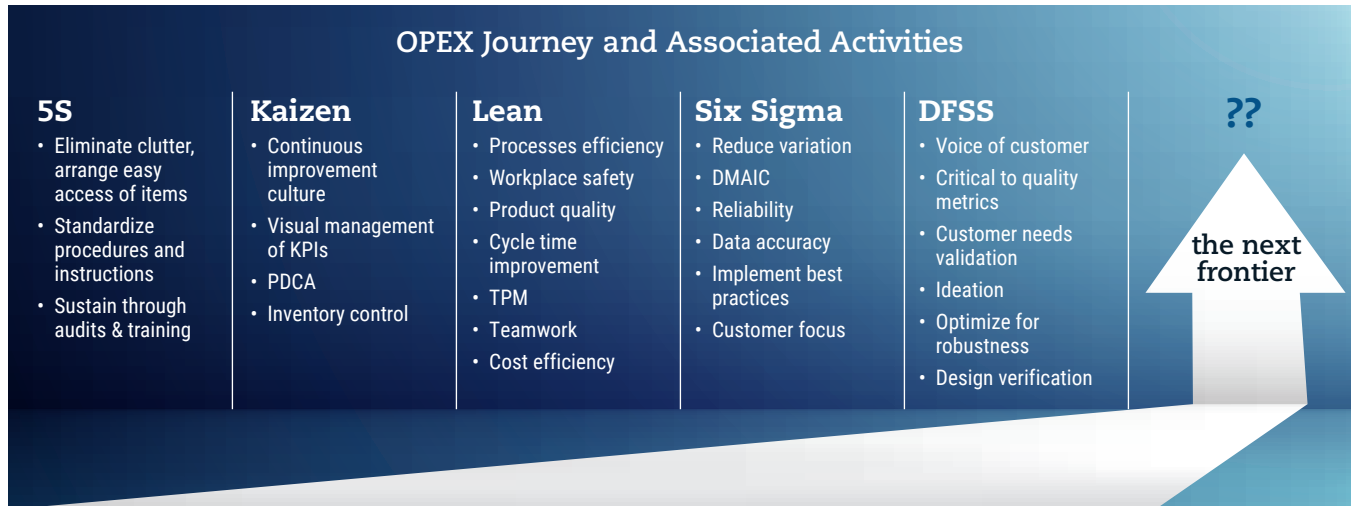 OPEX Journey and Associated Activities
5S
• Eliminate clutter,
arrange easy
access of items
• Standardize
procedures and
instructions
• Sustain through
audits & training
Kaizen
• Continuous
improvement
culture
• Visual management
of KPIs
• PDCA
• Inventory control
Lean
• Processes efficiency
• Workplace safety
• Product quality
• Cycle time
improvement
• TPM
• Teamwork
• Cost efficiency
Six Sigma
• Reduce variation
• DMAIC
• Reliability
• Data accuracy
• Implement best
practices
• Customer focus
DFSS
• Voice of customer
• Critical to quality
metrics
• Customer needs
validation
• Ideation
• Optimize for
robustness
• Design verification
??
the next
frontier